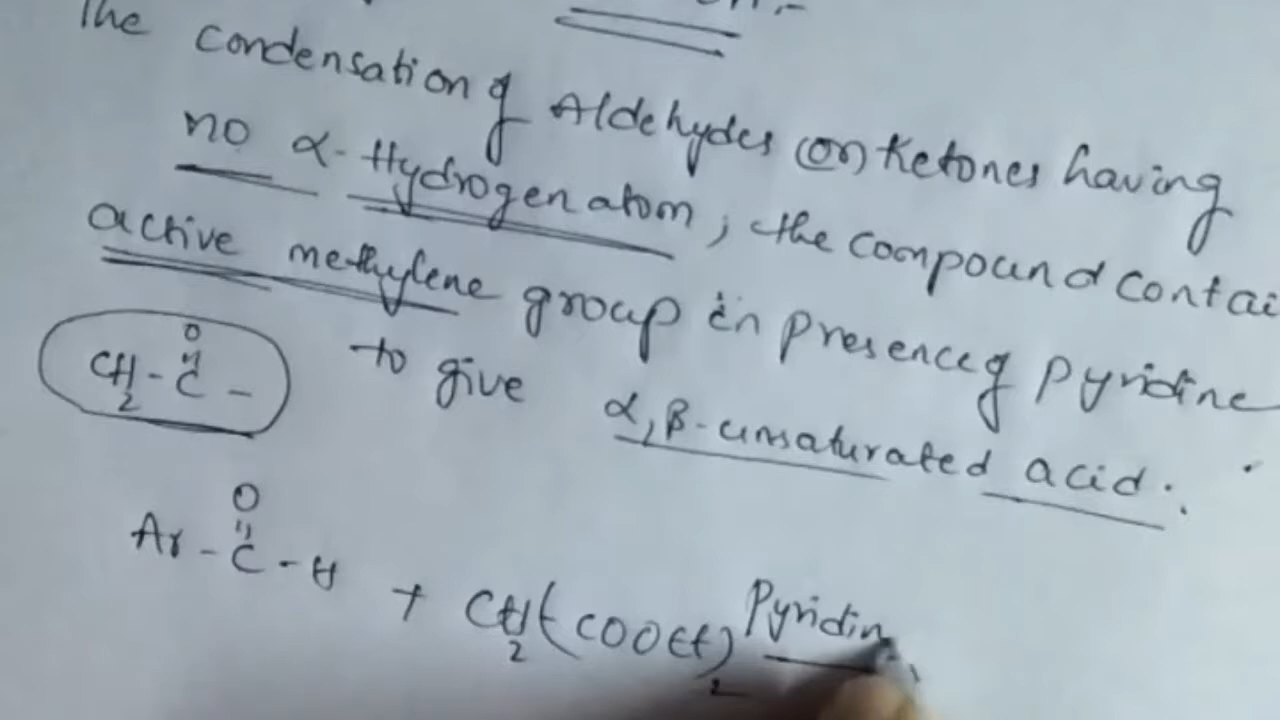 The condensation of Aldehydes (or) Ketones having
no α-Hydrogen atom, the compound contai
active methylene group in presence of pyridine
CH2-C(=O)- to give α,β-unsaturated acid.
Ar-C(=O)-H + CH2(COOEt)2 Pyridin